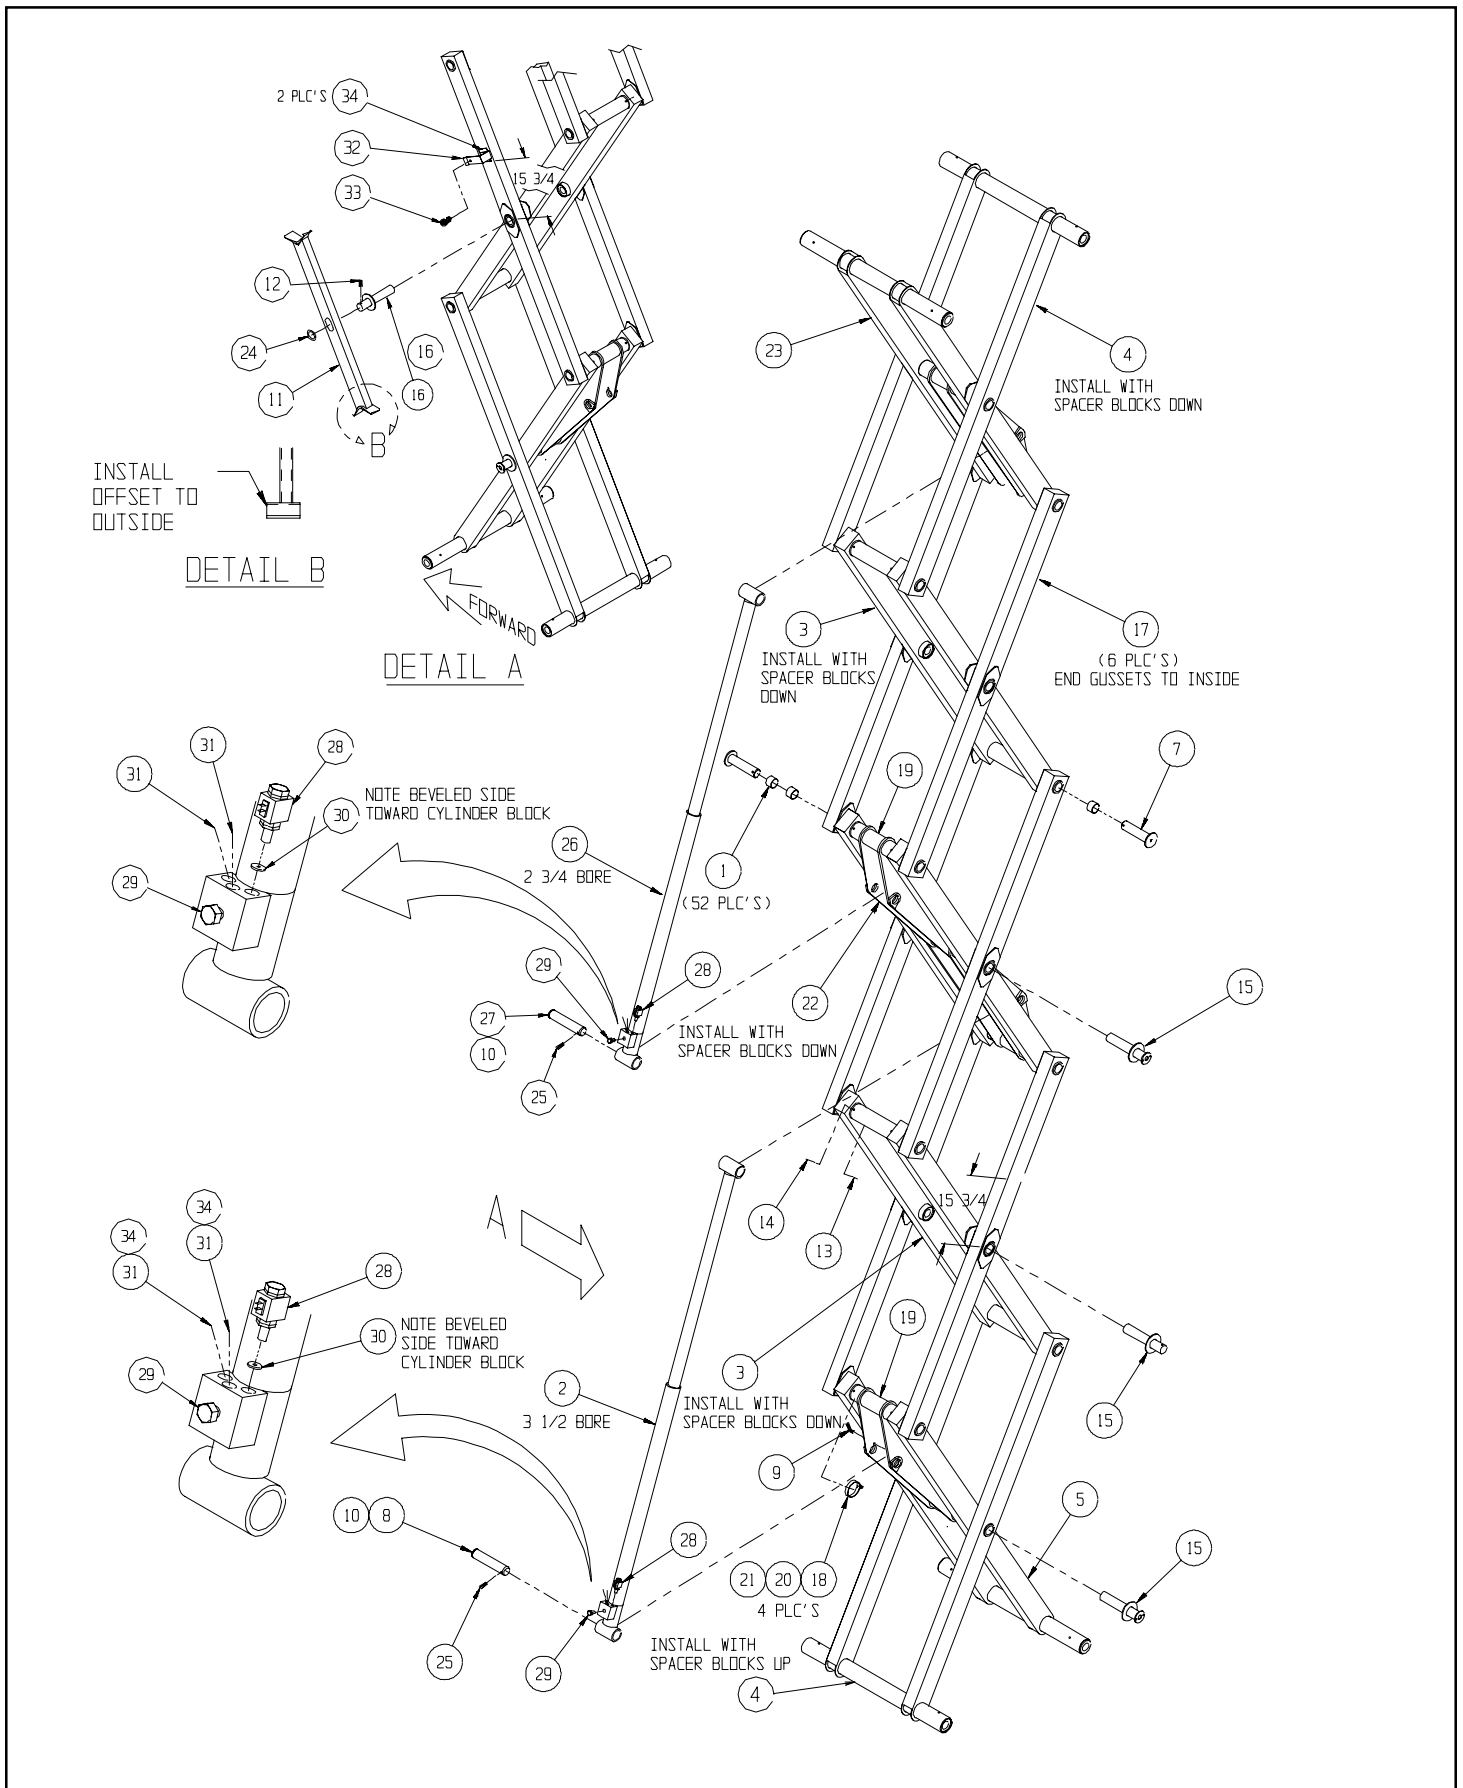 2 PLC'S 34
32
33
15 3/4
12
24
16
16
11
B
INSTALL
OFFSET TO
OUTSIDE
DETAIL B
FORWARD
DETAIL A
23
4
INSTALL WITH
SPACER BLOCKS DOWN
3
INSTALL WITH
SPACER BLOCKS
DOWN
17
(6 PLC'S)
END GUSSETS TO INSIDE
7
31
31
28
NOTE BEVELED SIDE
30 TOWARD CYLINDER BLOCK
29
19
26
2 3/4 BORE
1
(52 PLC'S)
22
28
29
27
10
25
INSTALL WITH
SPACER BLOCKS DOWN
15
14
13
15 3/4
A
34
34
31
31
28
NOTE BEVELED
30 SIDE TOWARD
CYLINDER BLOCK
29
19
3
INSTALL WITH
SPACER BLOCKS DOWN
2
3 1/2 BORE
9
15
5
10 8
28
21 20 18
4 PLC'S
15
25
29
INSTALL WITH
SPACER BLOCKS UP
4